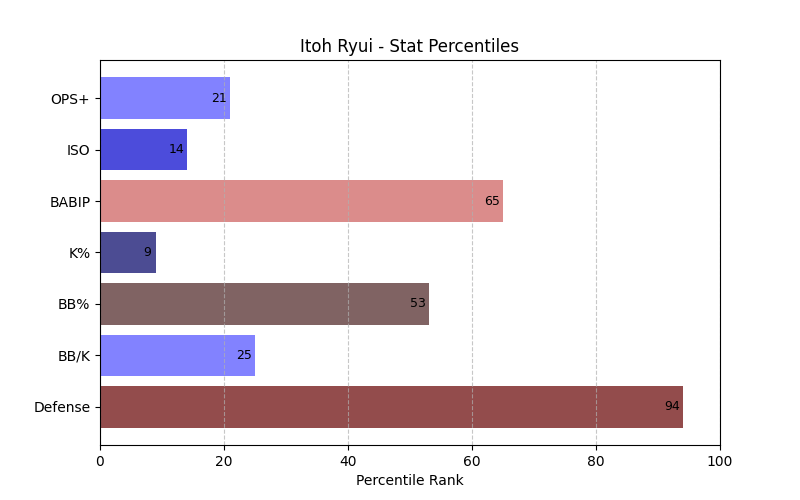 Itoh Ryui - Stat Percentiles
OPS+ 21
ISO 14
BABIP 65
K% 9
BB% 53
BB/K 25
Defense 94
0 20 40 60 80 100
Percentile Rank